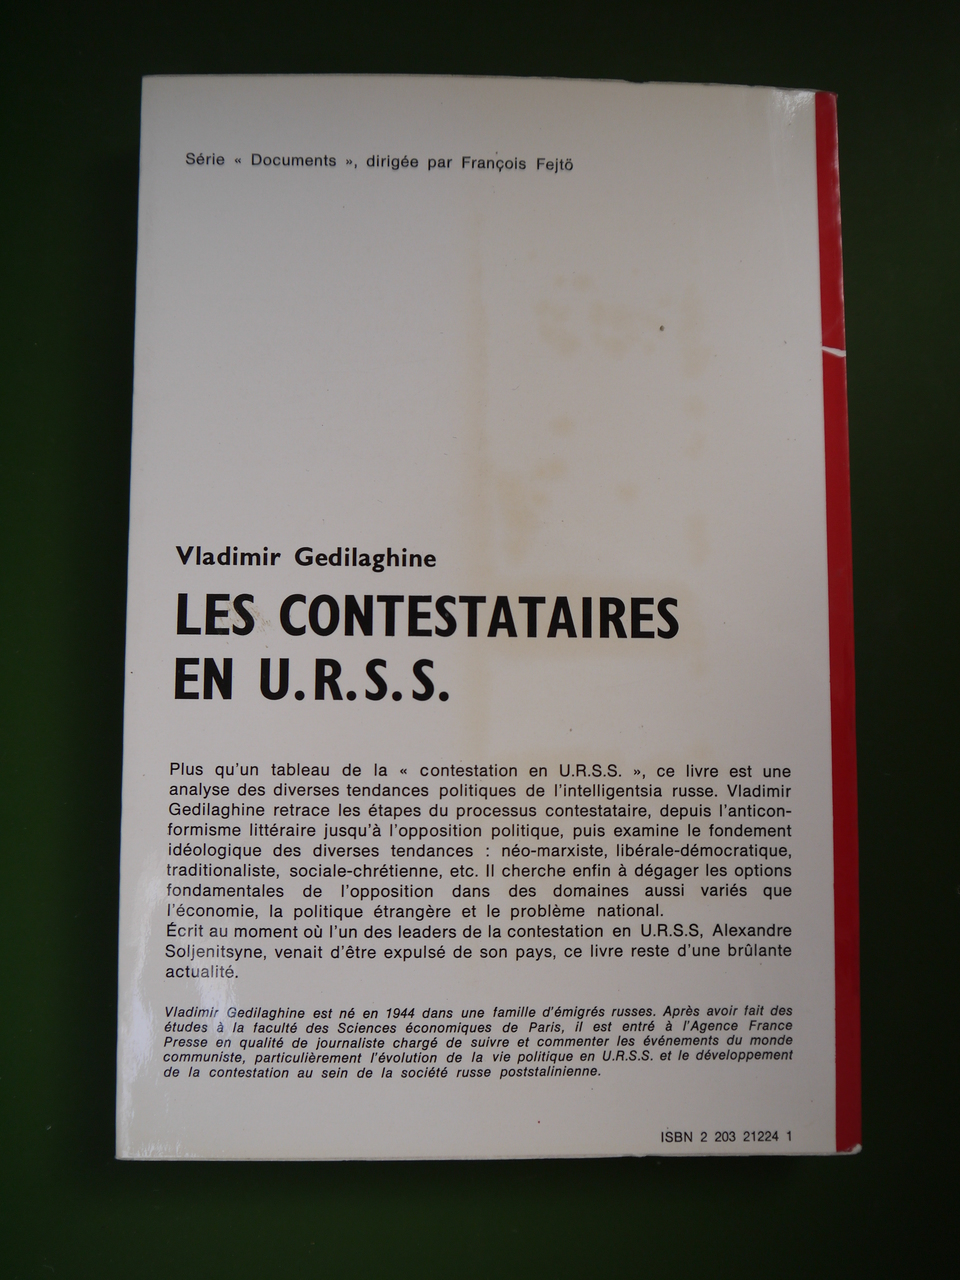 Série « Documents », dirigée par François Fejtö
Vladimir Gedilaghine
LES CONTESTATAIRES
EN U.R.S.S.
Plus qu'un tableau de la « contestation en U.R.S.S. », ce livre est une
analyse des diverses tendances politiques de l'intelligentsia russe. Vladimir
Gedilaghine retrace les étapes du processus contestataire, depuis l'anticon-
formisme littéraire jusqu'à l'opposition politique, puis examine le fondement
idéologique des diverses tendances : néo-marxiste, libérale-démocratique,
traditionaliste, sociale-chrétienne, etc. Il cherche enfin à dégager les options
fondamentales de l'opposition dans des domaines aussi variés que
l'économie, la politique étrangère et le problème national.
Écrit au moment où l'un des leaders de la contestation en U.R.S.S, Alexandre
Soljenitsyne, venait d'être expulsé de son pays, ce livre reste d'une brûlante
actualité.
Vladimir Gedilaghine est né en 1944 dans une famille d'émigrés russes. Après avoir fait des
études à la faculté des Sciences économiques de Paris, il est entré à l'Agence France
Presse en qualité de journaliste chargé de suivre et commenter les événements du monde
communiste, particulièrement l'évolution de la vie politique en U.R.S.S. et le développement
de la contestation au sein de la société russe poststalinienne.
ISBN 2 203 21224 1